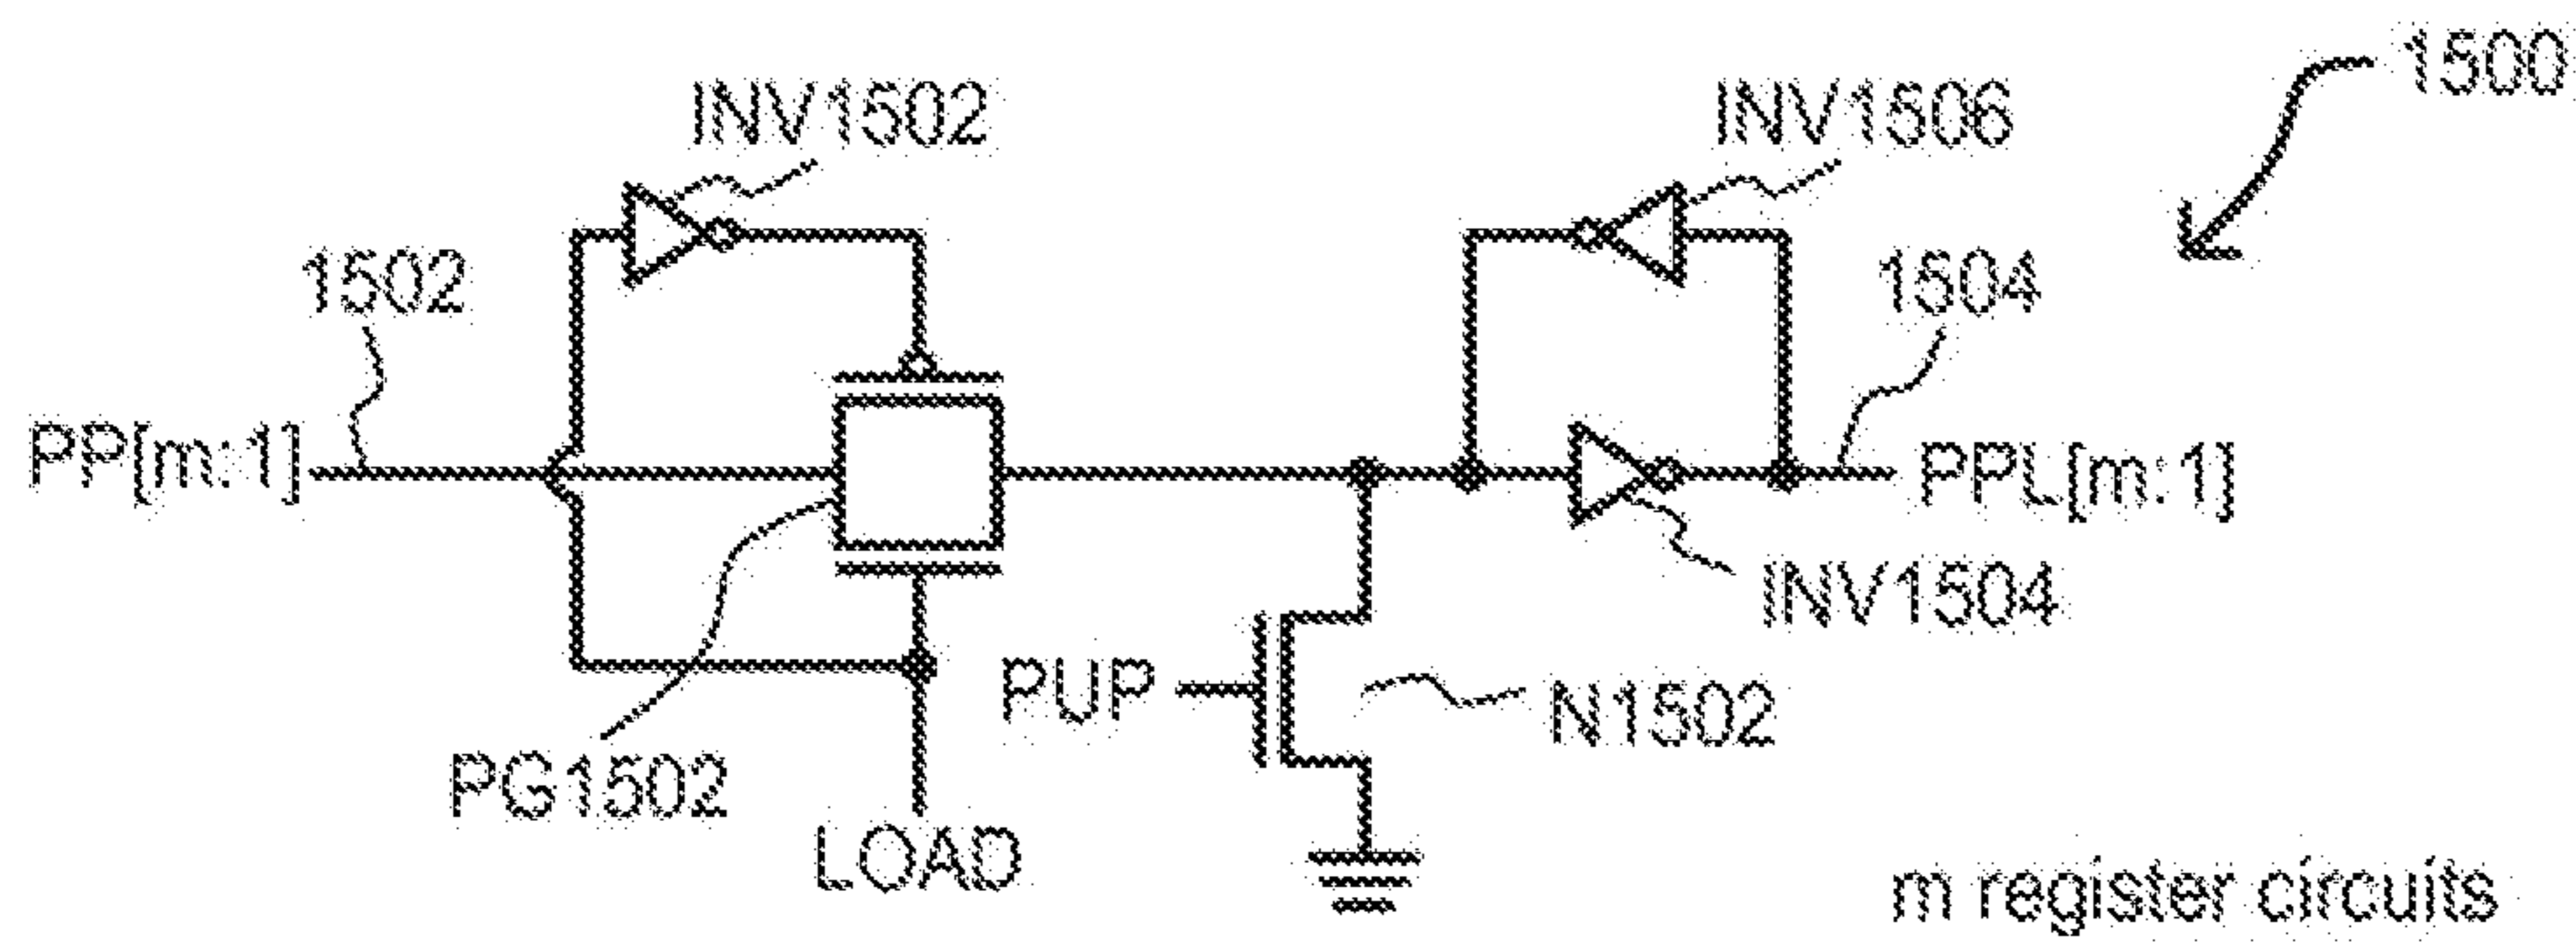 1500
INV1502
INV1506
1502
1504
PP[m:1]
PPL[m:1]
INV1504
PUP
N1502
PG1502
LOAD
m register circuits